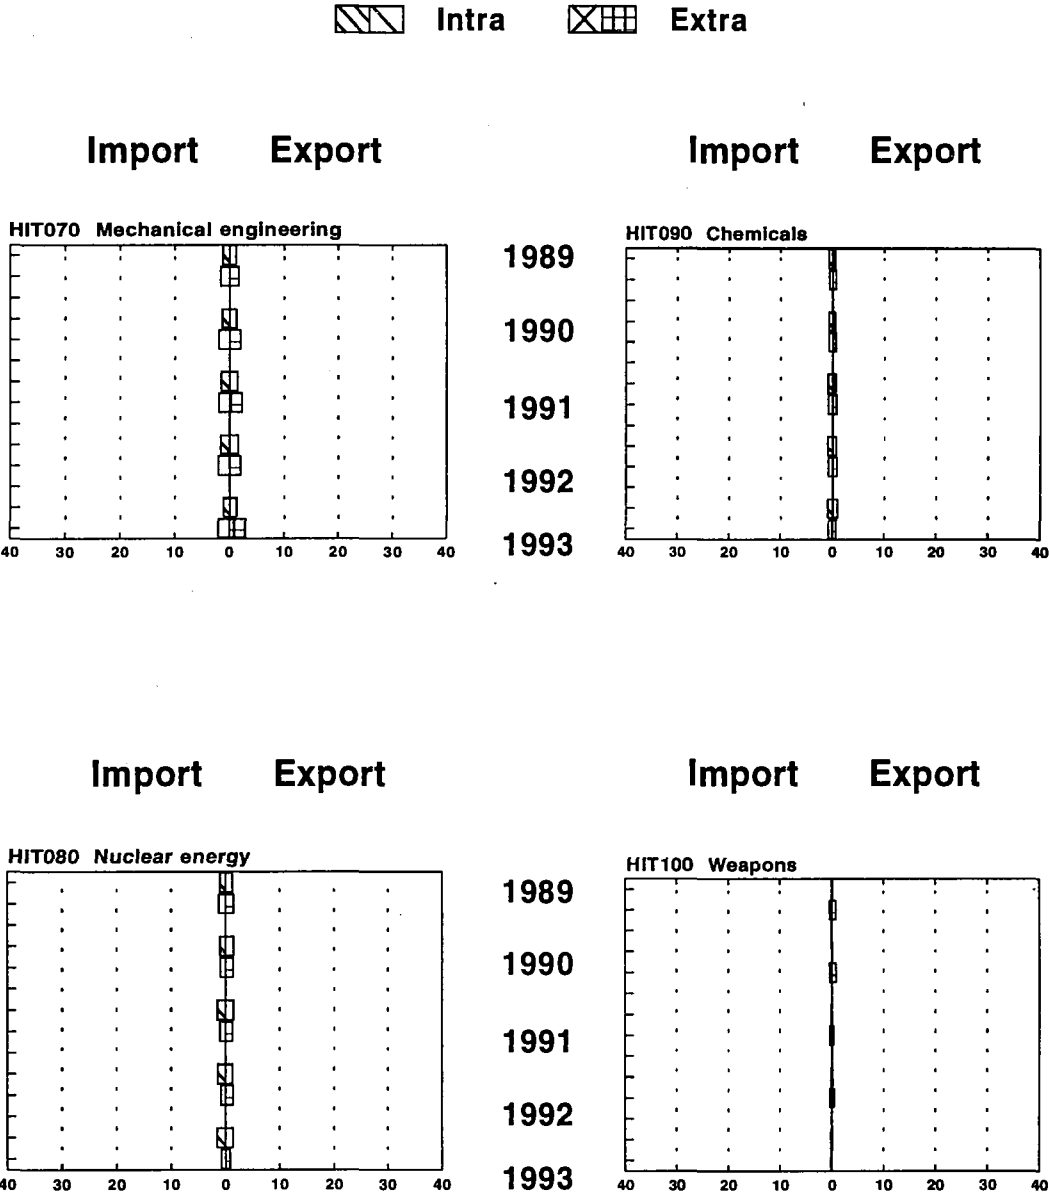 Intra Extra
Import Export Import Export
HIT070 Mechanical engineering
HIT090 Chemicals
1989
1990
1991
1992
1993
40 30 20 10 0 10 20 30 40
40 30 20 10 0 10 20 30 40
Import Export Import Export
HIT080 Nuclear energy
HIT100 Weapons
1989
1990
1991
1992
1993
40 30 20 10 0 10 20 30 40
40 30 20 10 0 10 20 30 40